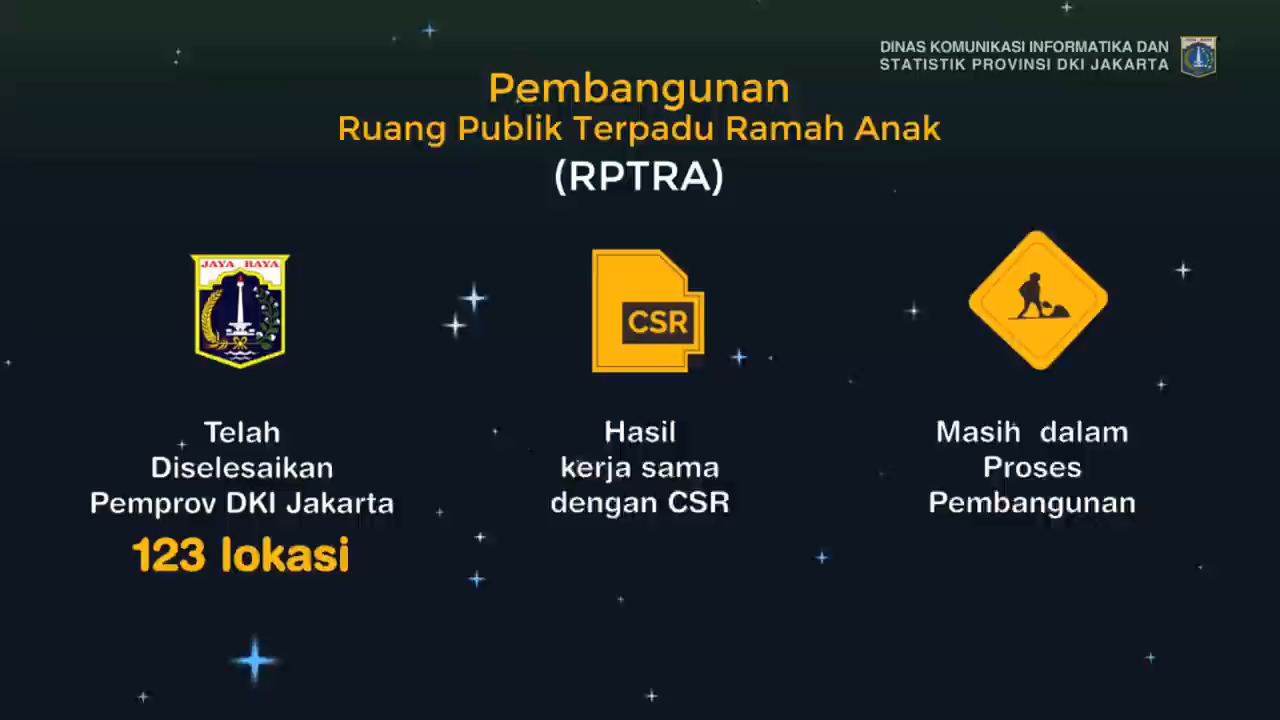 DINAS KOMUNIKASI INFORMATIKA DAN
STATISTIK PROVINSI DKI JAKARTA
Pembangunan
Ruang Publik Terpadu Ramah Anak
(RPTRA)
JAYA RAYA
CSR
Telah
Diselesaikan
Pemprov DKI Jakarta
123 lokasi
Hasil
kerja sama
dengan CSR
Masih dalam
Proses
Pembangunan